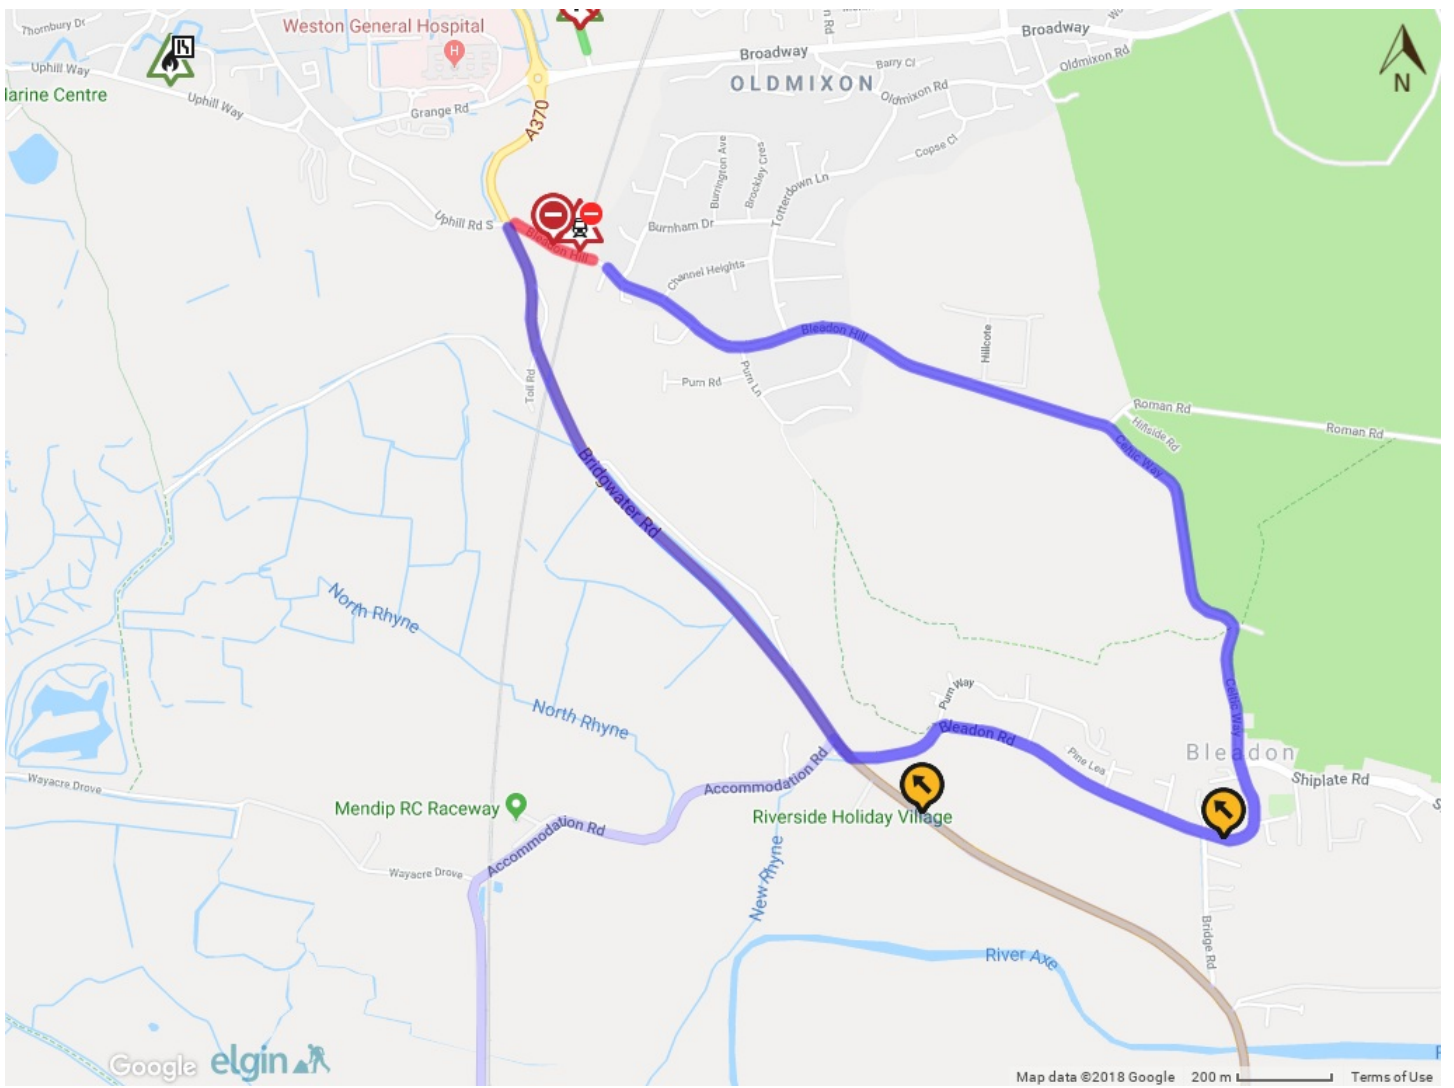 Thornbury Dr
Weston General Hospital
H
Uphill Way
Marine Centre
Uphill Way
Grange Rd
A370
Broadway
Broadway
Oldmixon Rd
Barry Cl
OLDMIXON
Oldmixon Rd
N
Copse Cl
Burrington Ave
Brockley Cres
Totterdown Ln
Uphill Rd S
Burnham Dr
Bleadon Hill
Channel Heights
Bleadon Hill
Hillcote
Toll Rd
Purn Rd
Purn Ln
Roman Rd
Hillside Rd
Roman Rd
Celtic Way
Bridgwater Rd
North Rhyne
Purn Way
Celtic Way
North Rhyne
Bleadon Rd
Bleadon
Pine Lea
Shiplate Rd
Wayacre Drove
Accommodation Rd
Mendip RC Raceway
Riverside Holiday Village
Accommodation Rd
Wayacre Drove
New Rhyne
Bridge Rd
River Axe
Google elgin
Map data ©2018 Google 200 m Terms of Use